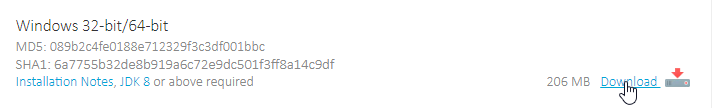 Windows 32-bit/64-bit
MD5: 089b2c4fe0188e712329f3c3df001bbc
SHA1: 6a7755b32de8b919a6c72e9dc501f3ff8a14c9df
Installation Notes, JDK 8 or above required 206 MB Download